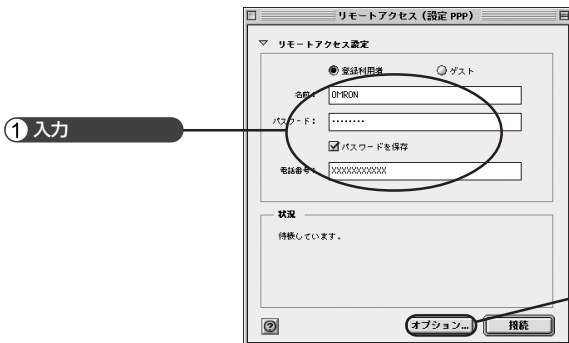 リモートアクセス（設定 PPP）
リモートアクセス設定
登録利用者 ゲスト
名前： OMRON
① 入力
パスワード： ••••••••
パスワードを保存
電話番号： XXXXXXXXXXX
状況
待機しています。
? オプション... 接続